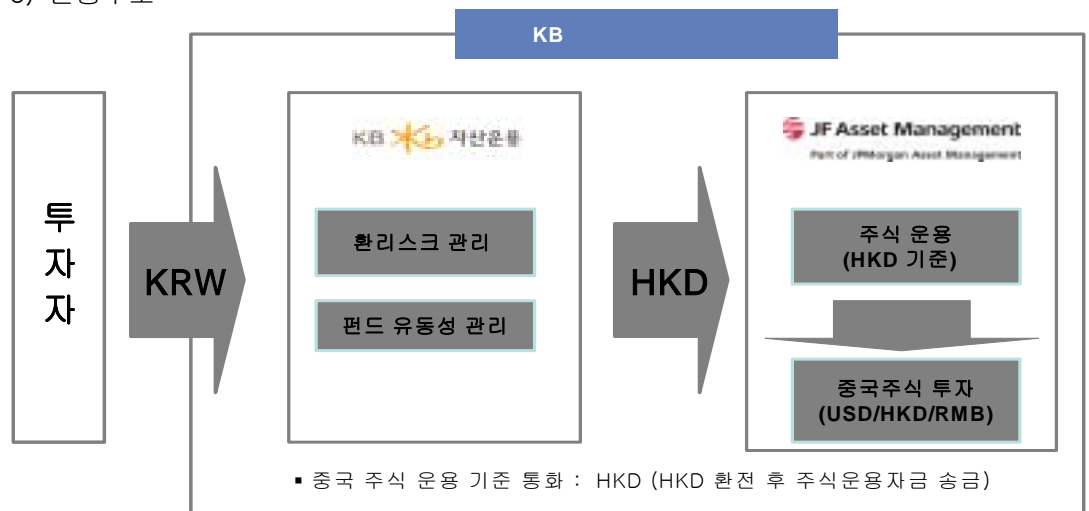 KB
KB 자산운용
JF Asset Management
Part of JPMorgan Asset Management
투
자
자
KRW
환리스크 관리
펀드 유동성 관리
HKD
주식 운용
(HKD 기준)
중국주식 투자
(USD/HKD/RMB)
▪ 중국 주식 운용 기준 통화 : HKD (HKD 환전 후 주식운용자금 송금)